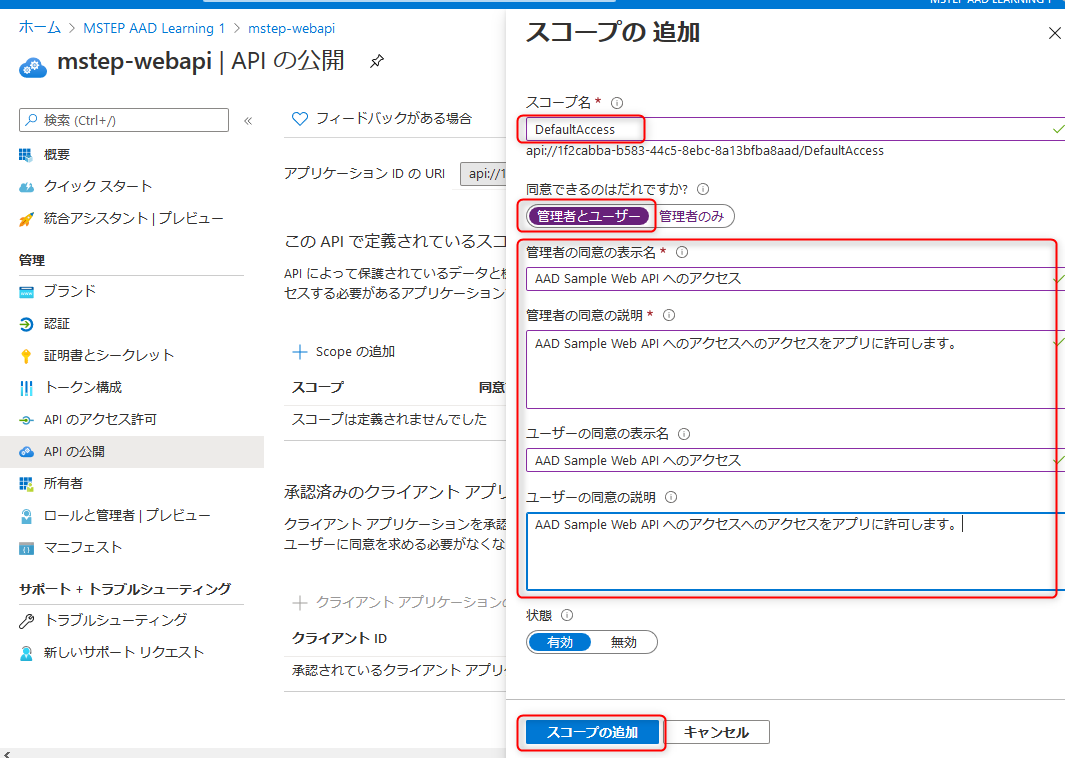 MSTEP AAD LEARNING 1
ホーム > MSTEP AAD Learning 1 > mstep-webapi
mstep-webapi | API の公開
検索 (Ctrl+/)
«
概要
クイック スタート
統合アシスタント | プレビュー
管理
ブランド
認証
証明書とシークレット
トークン構成
API のアクセス許可
API の公開
所有者
ロールと管理者 | プレビュー
マニフェスト
サポート + トラブルシューティング
トラブルシューティング
新しいサポート リクエスト
フィードバックがある場合
アプリケーション ID の URI api://1
この API で定義されているスコ
API によって保護されているデータと
セスする必要があるアプリケーション
Scope の追加
スコープ 同意
スコープは定義されませんでした
承認済みのクライアント アプリ
クライアント アプリケーションを承認
ユーザーに同意を求める必要がなくな
クライアント アプリケーションの
クライアント ID
承認されているクライアント アプリ
スコープの 追加
スコープ名 *
DefaultAccess
api://1f2cabba-b583-44c5-8ebc-8a13bfba8aad/DefaultAccess
同意できるのはだれですか?
管理者とユーザー 管理者のみ
管理者の同意の表示名 *
AAD Sample Web API へのアクセス
管理者の同意の説明 *
AAD Sample Web API へのアクセスへのアクセスをアプリに許可します。
ユーザーの同意の表示名
AAD Sample Web API へのアクセス
ユーザーの同意の説明
AAD Sample Web API へのアクセスへのアクセスをアプリに許可します。
状態
有効 無効
スコープの追加 キャンセル